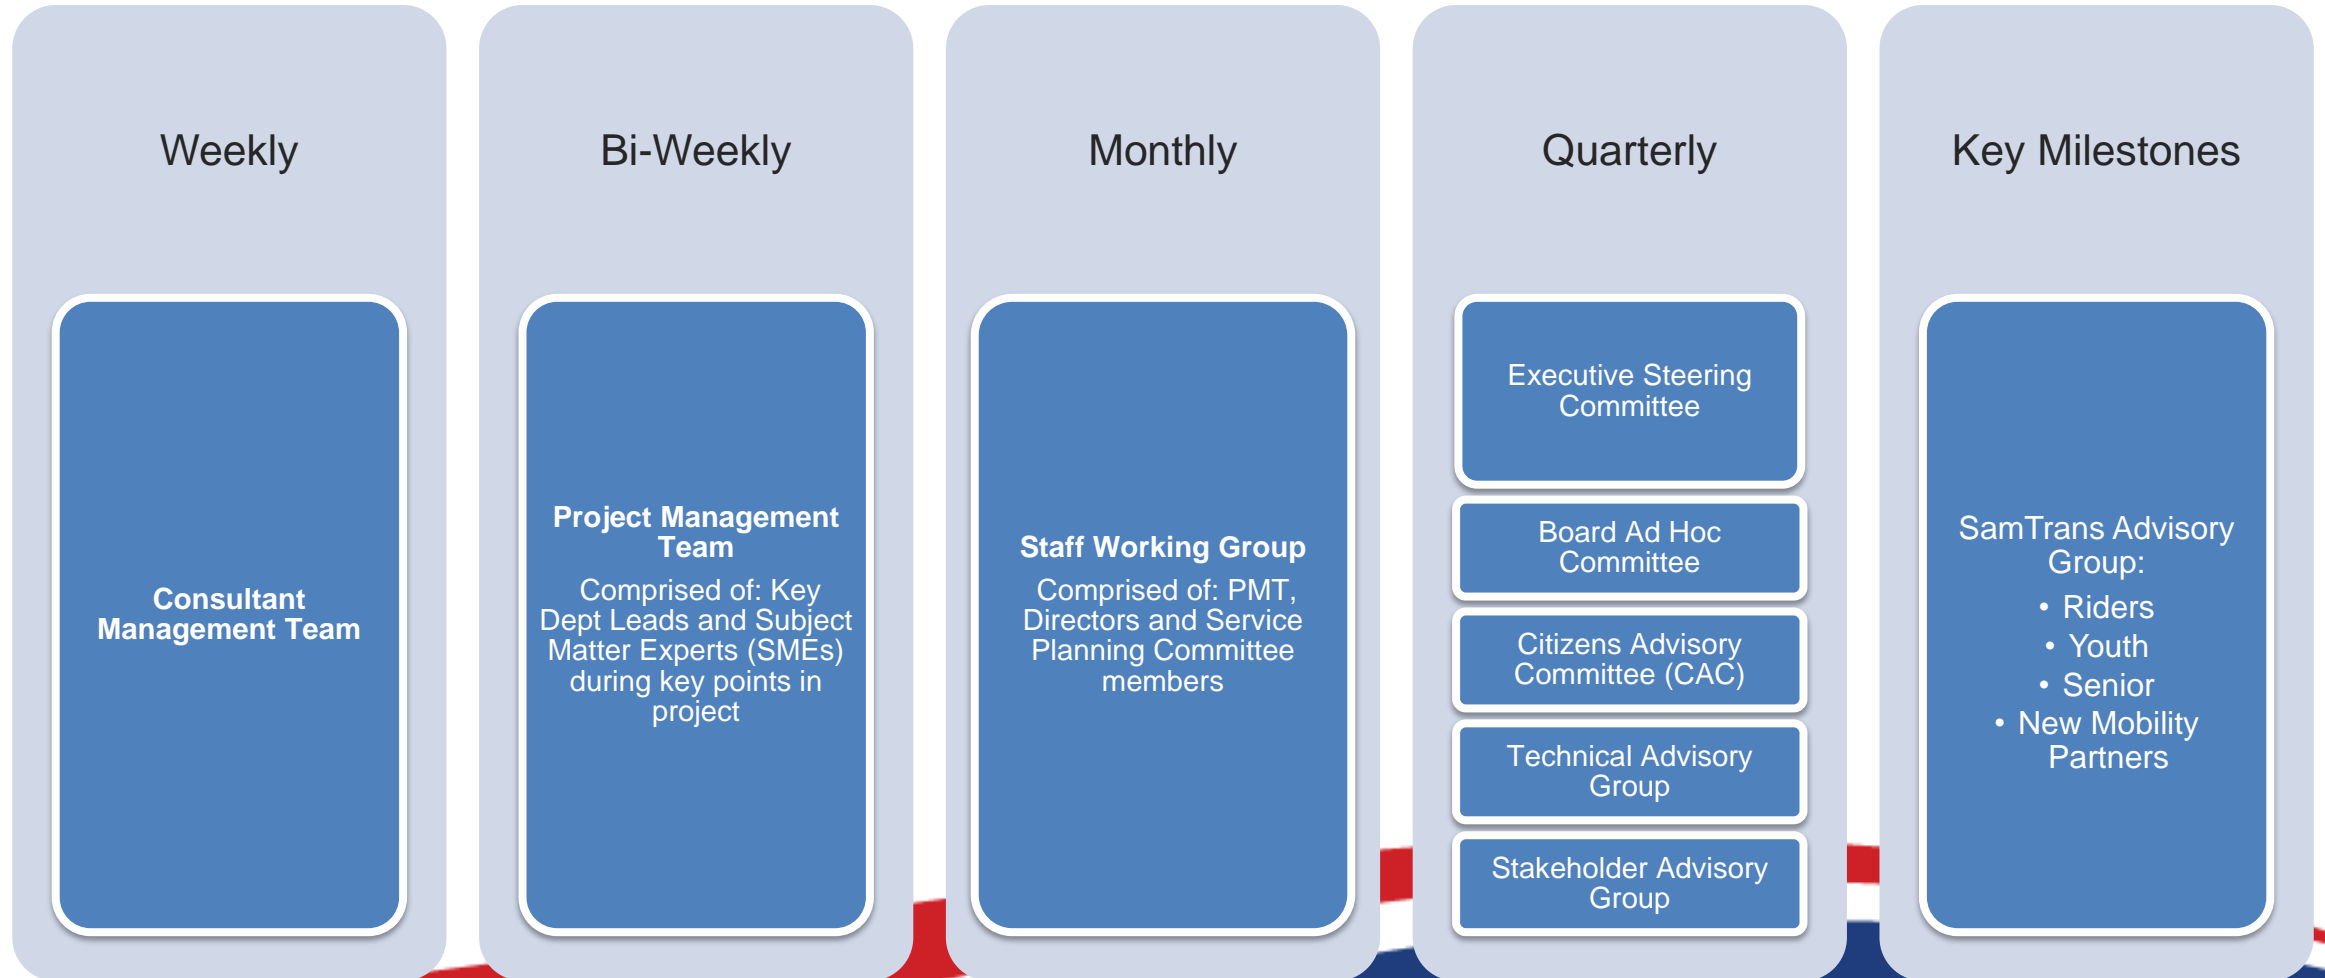 Weekly
Consultant
Management Team
Bi-Weekly
Project Management
Team
Comprised of: Key
Dept Leads and Subject
Matter Experts (SMEs)
during key points in
project
Monthly
Staff Working Group
Comprised of: PMT,
Directors and Service
Planning Committee
members
Quarterly
Executive Steering
Committee
Board Ad Hoc
Committee
Citizens Advisory
Committee (CAC)
Technical Advisory
Group
Stakeholder Advisory
Group
Key Milestones
SamTrans Advisory
Group:
• Riders
• Youth
• Senior
• New Mobility
Partners